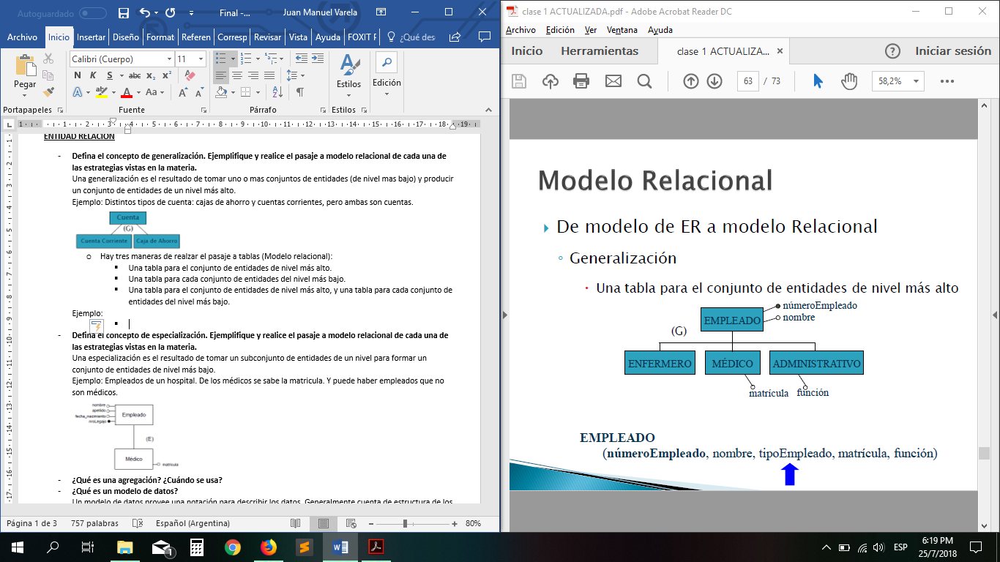 Autoguardado
Final -...
Juan Manuel Varela
Archivo Inicio Insertar Diseño Format Referen Corresp Revisar Vista Ayuda FOXIT F ¿Qué des
Pegar
Calibri (Cuerpo) 11
N K S abc x₂ x²
A ab A Aa A A
Estilos
Edición
Portapapeles Fuente Párrafo Estilos
ENTIDAD RELACION
- Defina el concepto de generalización. Ejemplifique y realice el pasaje a modelo relacional de cada una de
las estrategias vistas en la materia.
Una generalización es el resultado de tomar uno o mas conjuntos de entidades (de nivel mas bajo) y producir
un conjunto de entidades de un nivel más alto.
Ejemplo: Distintos tipos de cuenta: cajas de ahorro y cuentas corrientes, pero ambas son cuentas.
Cuenta
(G)
Cuenta Corriente Caja de Ahorro
o Hay tres maneras de realzar el pasaje a tablas (Modelo relacional):
▪ Una tabla para el conjunto de entidades de nivel más alto.
▪ Una tabla para cada conjunto de entidades del nivel más bajo.
▪ Una tabla para el conjunto de entidades de nivel más alto, y una tabla para cada conjunto de
entidades del nivel más bajo.
Ejemplo:
▪
- Defina el concepto de especialización. Ejemplifique y realice el pasaje a modelo relacional de cada una de
las estrategias vistas en la materia.
Una especialización es el resultado de tomar un subconjunto de entidades de un nivel para formar un
conjunto de entidades de nivel más bajo.
Ejemplo: Empleados de un hospital. De los médicos se sabe la matricula. Y puede haber empleados que no
son médicos.
nombre
apellido
fecha_nacimiento
nroLegajo
Empleado
(E)
Médico
matricula
- ¿Qué es una agregación? ¿Cuándo se usa?
- ¿Qué es un modelo de datos?
Un modelo de datos provee una notación para describir los datos. Generalmente cuenta de estructura de los
Página 1 de 3 757 palabras Español (Argentina) 80%
clase 1 ACTUALIZADA.pdf - Adobe Acrobat Reader DC
Archivo Edición Ver Ventana Ayuda
Inicio Herramientas clase 1 ACTUALIZA... × Iniciar sesión
63 / 73 58,2%
Modelo Relacional
De modelo de ER a modelo Relacional
Generalización
Una tabla para el conjunto de entidades de nivel más alto
númeroEmpleado
EMPLEADO nombre
(G)
ENFERMERO MÉDICO ADMINISTRATIVO
matrícula función
EMPLEADO
(númeroEmpleado, nombre, tipoEmpleado, matrícula, función)
1
ESP
6:19 PM
25/7/2018